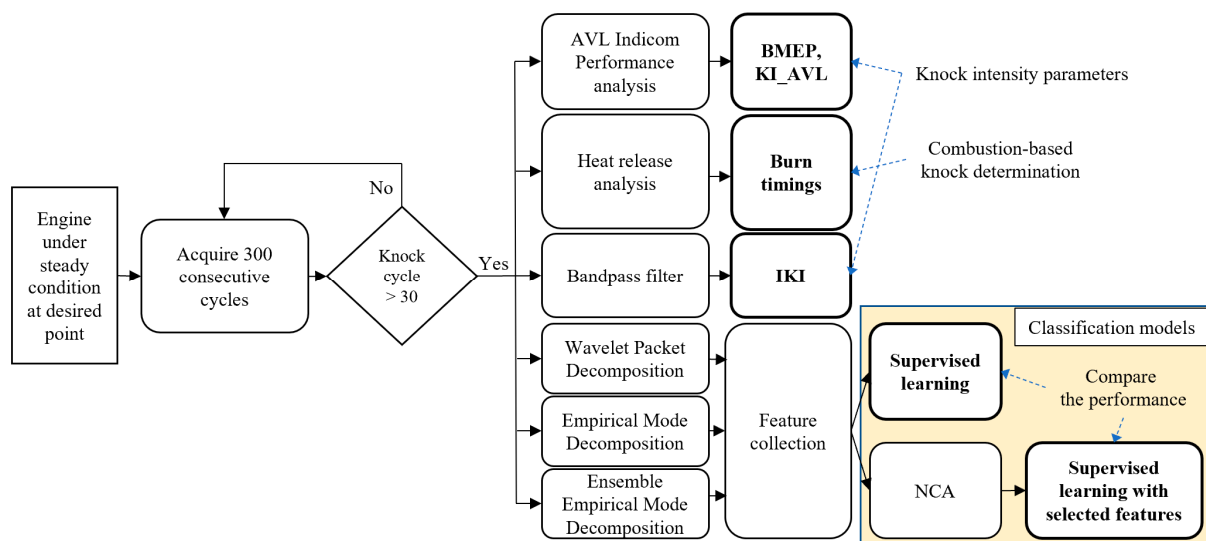 Engine
under
steady
condition
at desired
point
Acquire 300
consecutive
cycles
No
Knock
cycle
> 30
Yes
AVL Indicom
Performance
analysis
BMEP,
KI_AVL
Knock intensity parameters
Heat release
analysis
Burn
timings
Combustion-based
knock determination
Bandpass filter
IKI
Wavelet Packet
Decomposition
Empirical Mode
Decomposition
Ensemble
Empirical Mode
Decomposition
Feature
collection
Classification models
Supervised
learning
Compare
the performance
NCA
Supervised
learning with
selected features